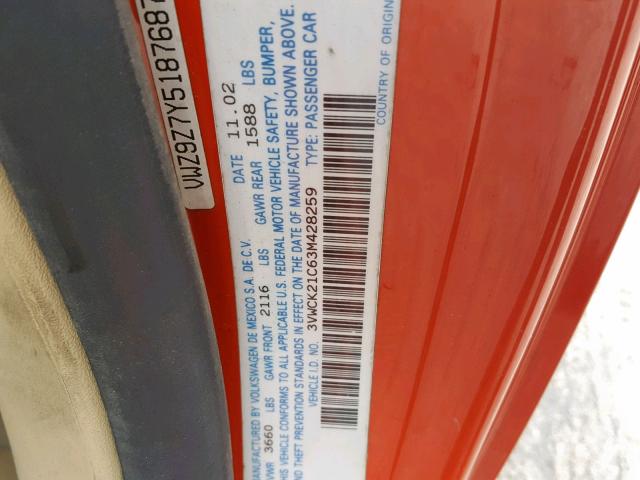 VWZ9Z7Y5187687
MANUFACTURED BY VOLKSWAGEN DE MEXICO S.A. DE C.V. DATE 11.02
VWR 3660 LBS GAWR FRONT 2116 LBS GAWR REAR 1588 LBS
THIS VEHICLE CONFORMS TO ALL APPLICABLE U.S. FEDERAL MOTOR VEHICLE SAFETY, BUMPER,
AND THEFT PREVENTION STANDARDS IN EFFECT ON THE DATE OF MANUFACTURE SHOWN ABOVE.
VEHICLE I.D. NO. 3VWCK21C63M428259 TYPE: PASSENGER CAR
COUNTRY OF ORIGIN